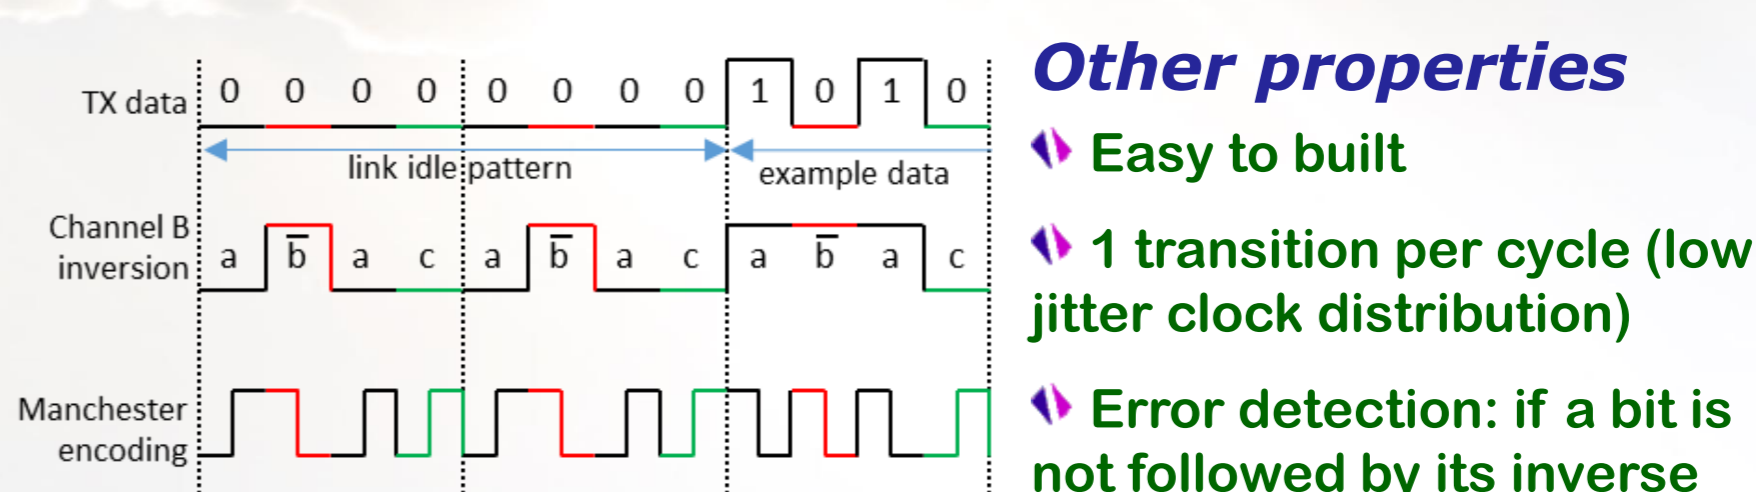 TX data 0 0 0 0 0 0 0 0 1 0 1 0
link idle pattern
example data
Channel B
inversion a b̅ a c a b̅ a c a b̅ a c
Manchester
encoding
Other properties
Easy to built
1 transition per cycle (low
jitter clock distribution)
Error detection: if a bit is
not followed by its inverse